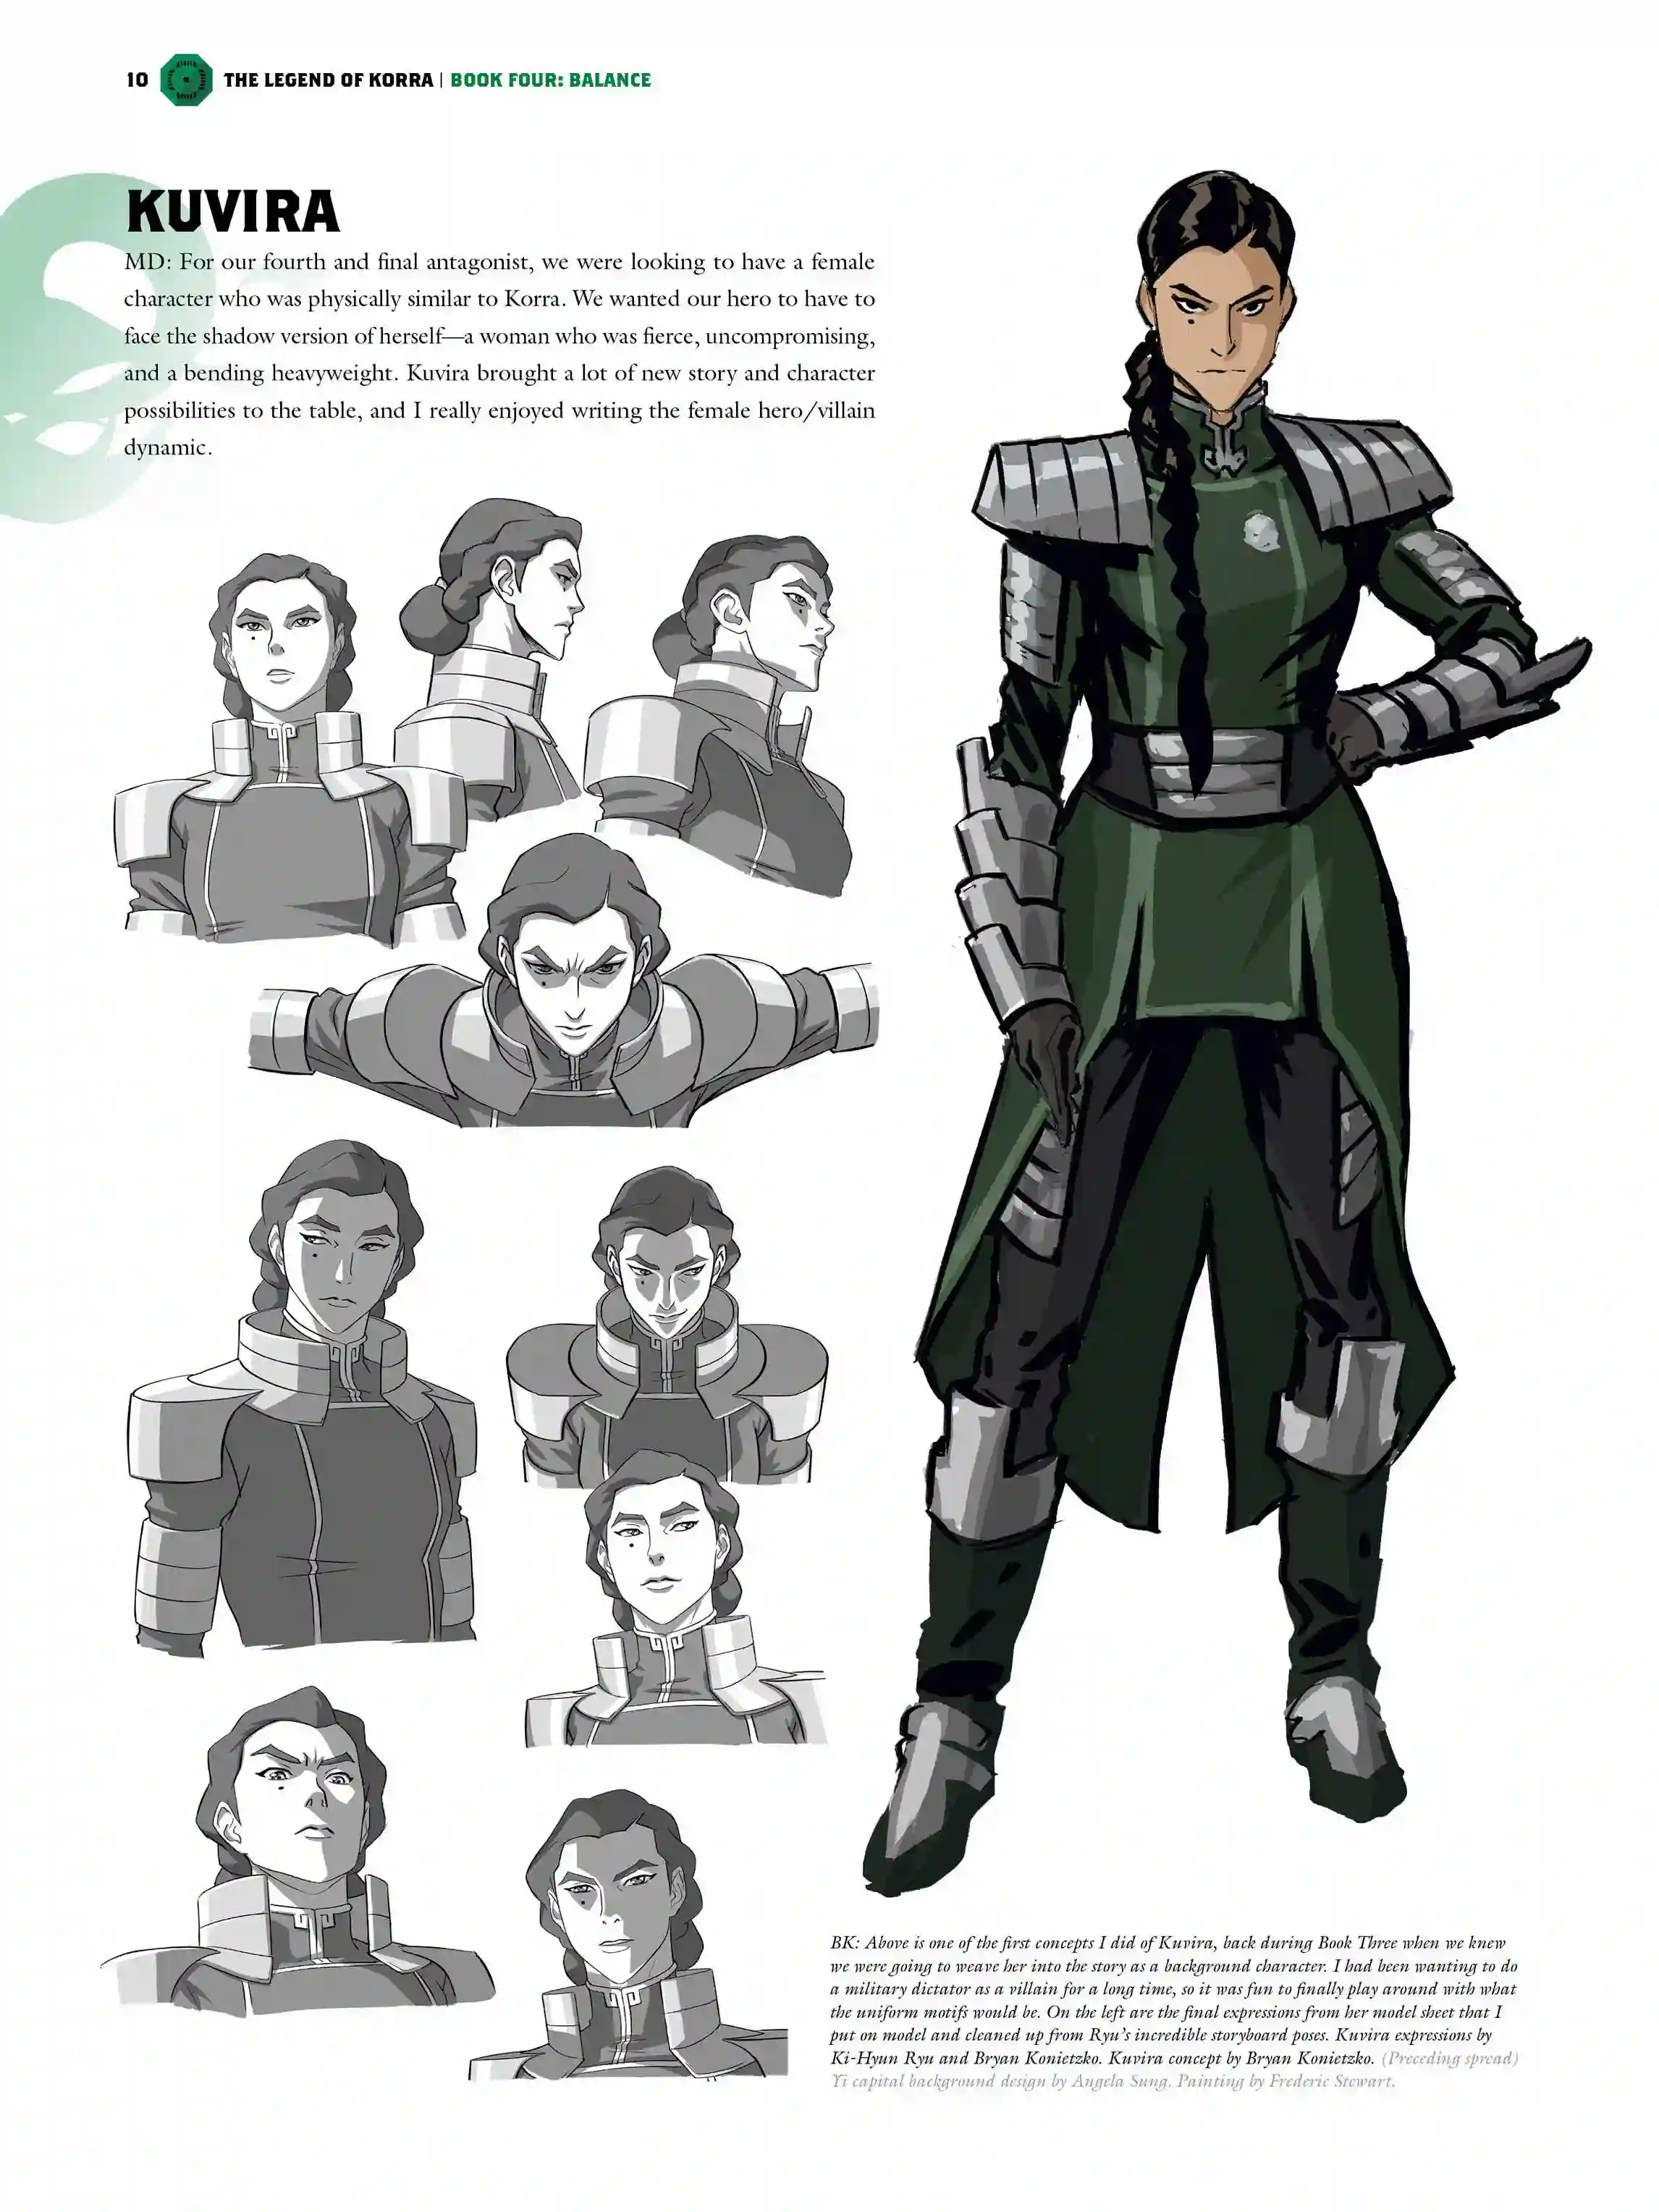 10 THE LEGEND OF KORRA | BOOK FOUR: BALANCE
KUVIRA
MD: For our fourth and final antagonist, we were looking to have a female
character who was physically similar to Korra. We wanted our hero to have to
face the shadow version of herself—a woman who was fierce, uncompromising,
and a bending heavyweight. Kuvira brought a lot of new story and character
possibilities to the table, and I really enjoyed writing the female hero/villain
dynamic.
BK: Above is one of the first concepts I did of Kuvira, back during Book Three when we knew
we were going to weave her into the story as a background character. I had been wanting to do
a military dictator as a villain for a long time, so it was fun to finally play around with what
the uniform motifs would be. On the left are the final expressions from her model sheet that I
put on model and cleaned up from Ryu's incredible storyboard poses. Kuvira expressions by
Ki-Hyun Ryu and Bryan Konietzko. Kuvira concept by Bryan Konietzko. (Preceding spread)
Yi capital background design by Angela Sung. Painting by Frederic Stewart.